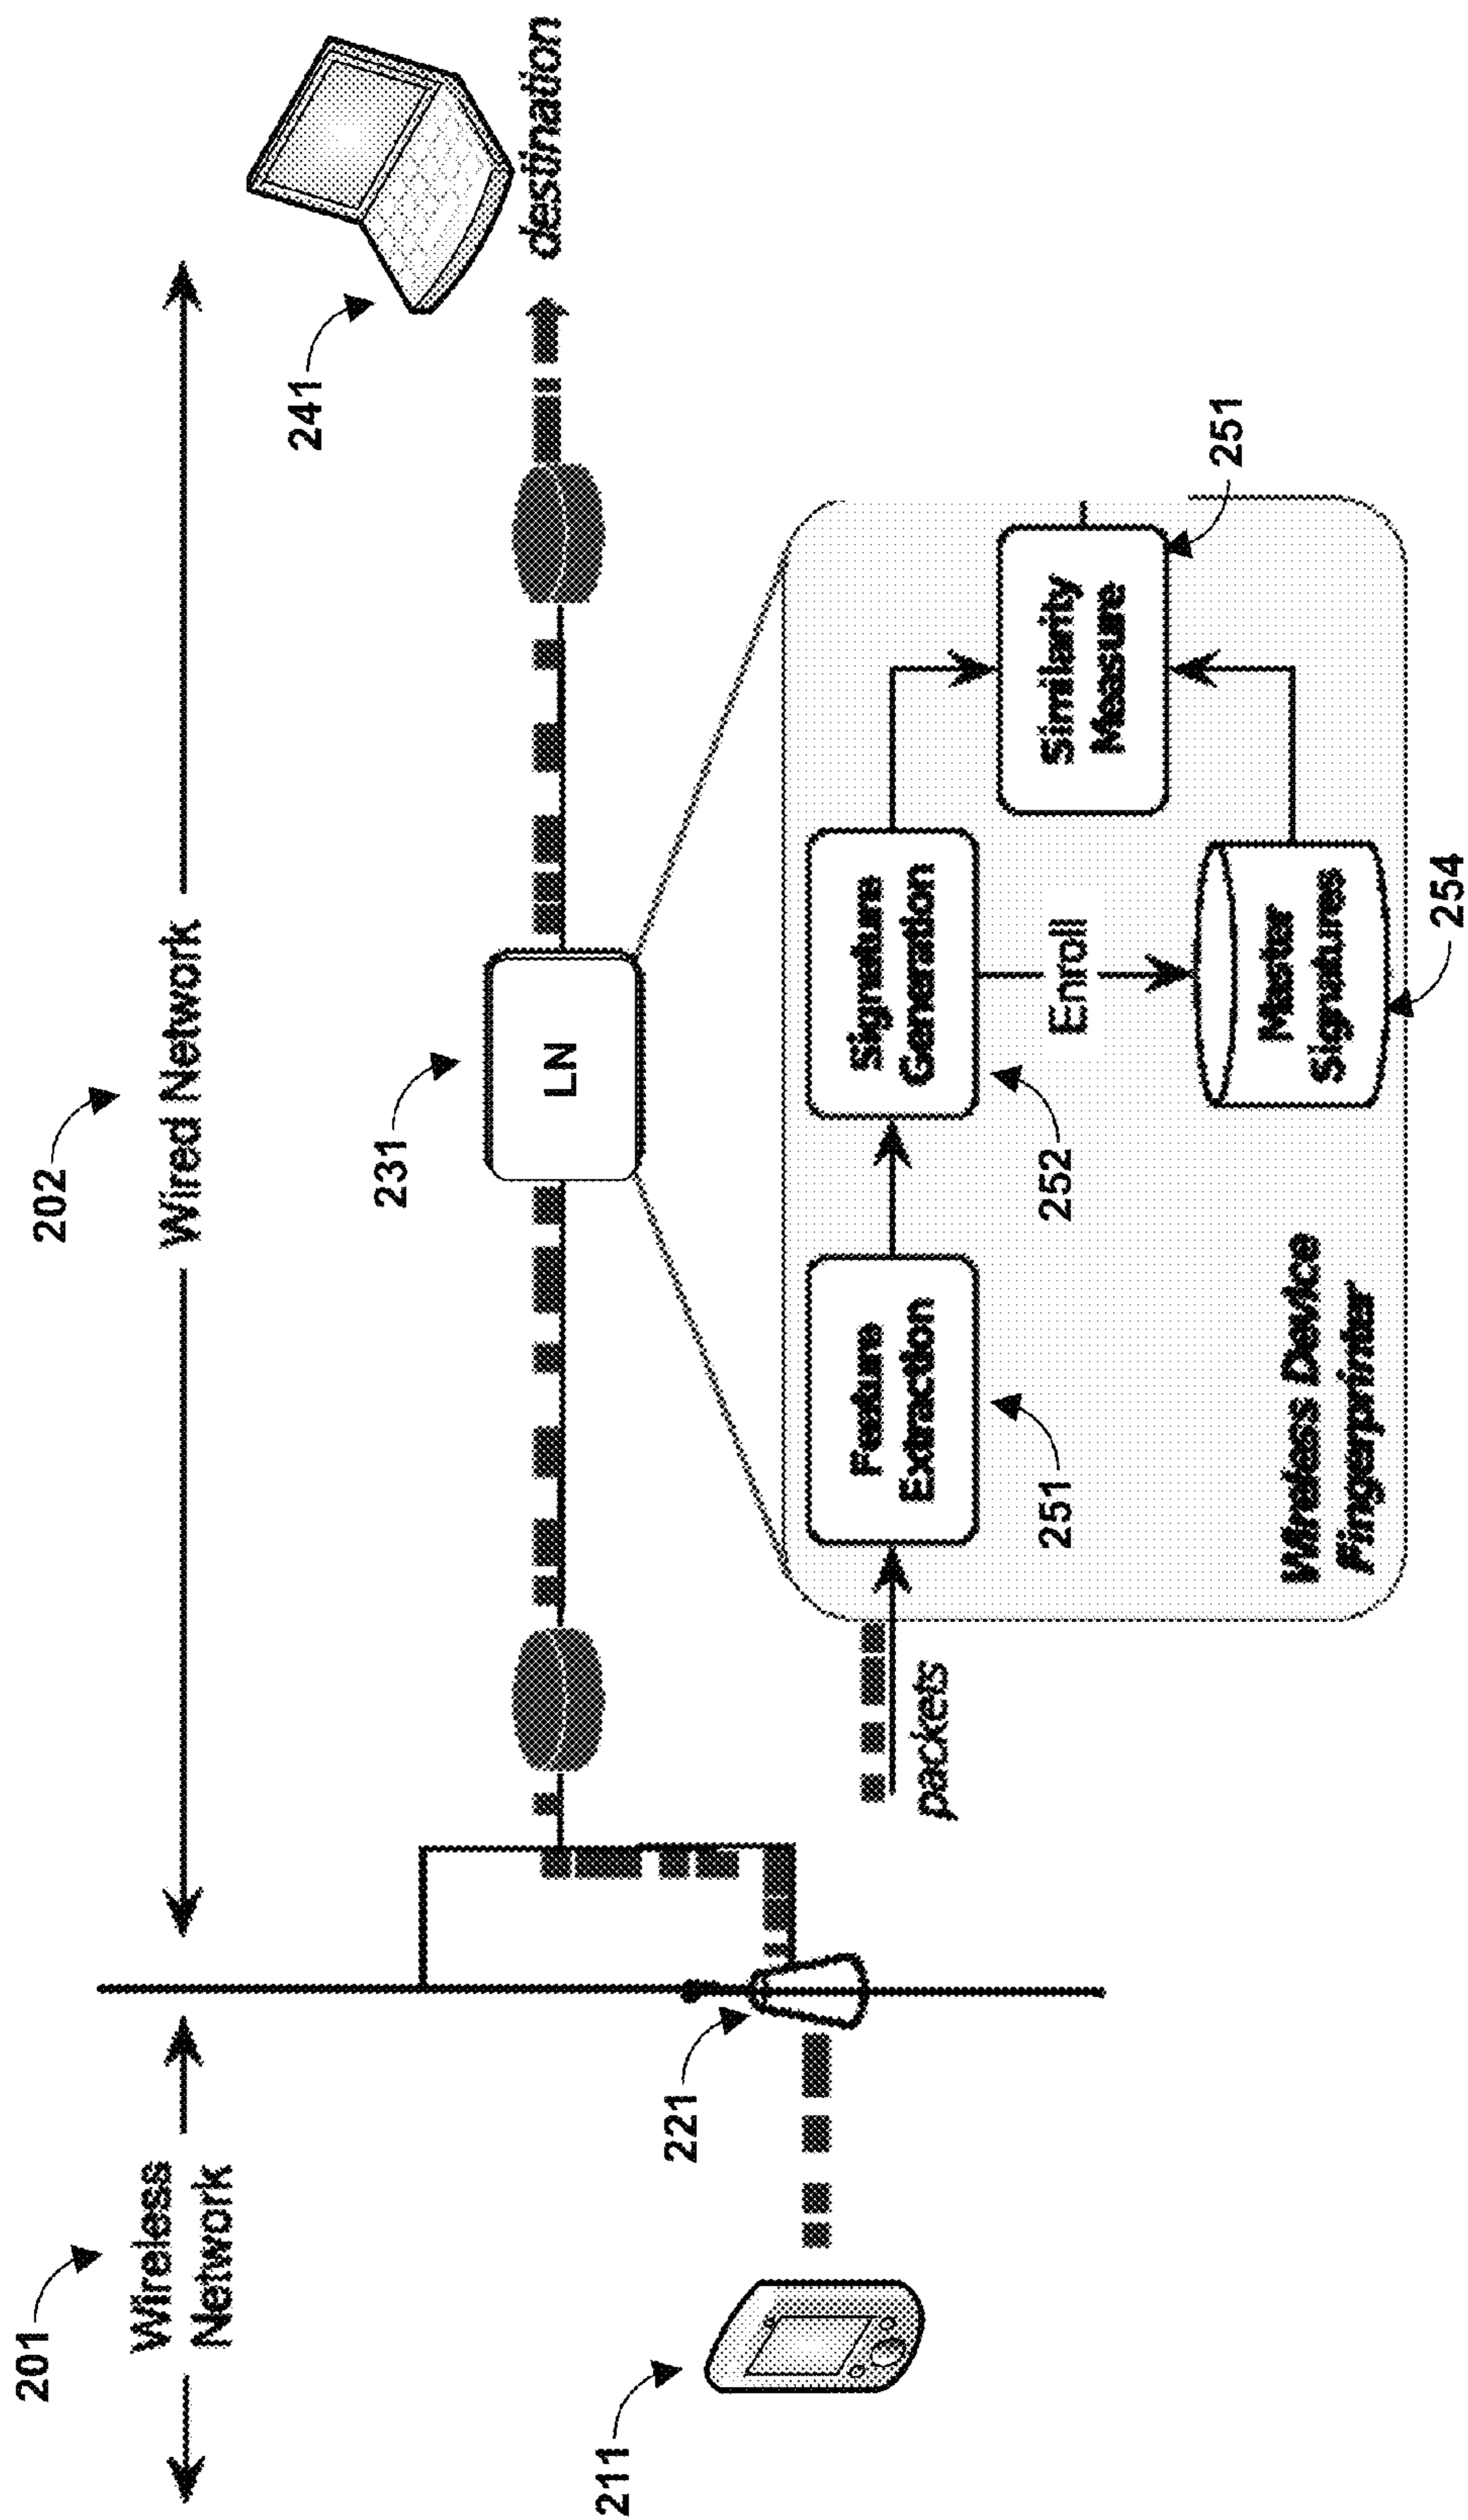 201
Wireless
Network
202
Wired Network
211
221
231
LN
241
destination
packets
Feature
Extraction
251
Signature
Generation
252
Enroll
Master
Signatures
254
Similarity
Measure
251
Wireless Device
Fingerprinter